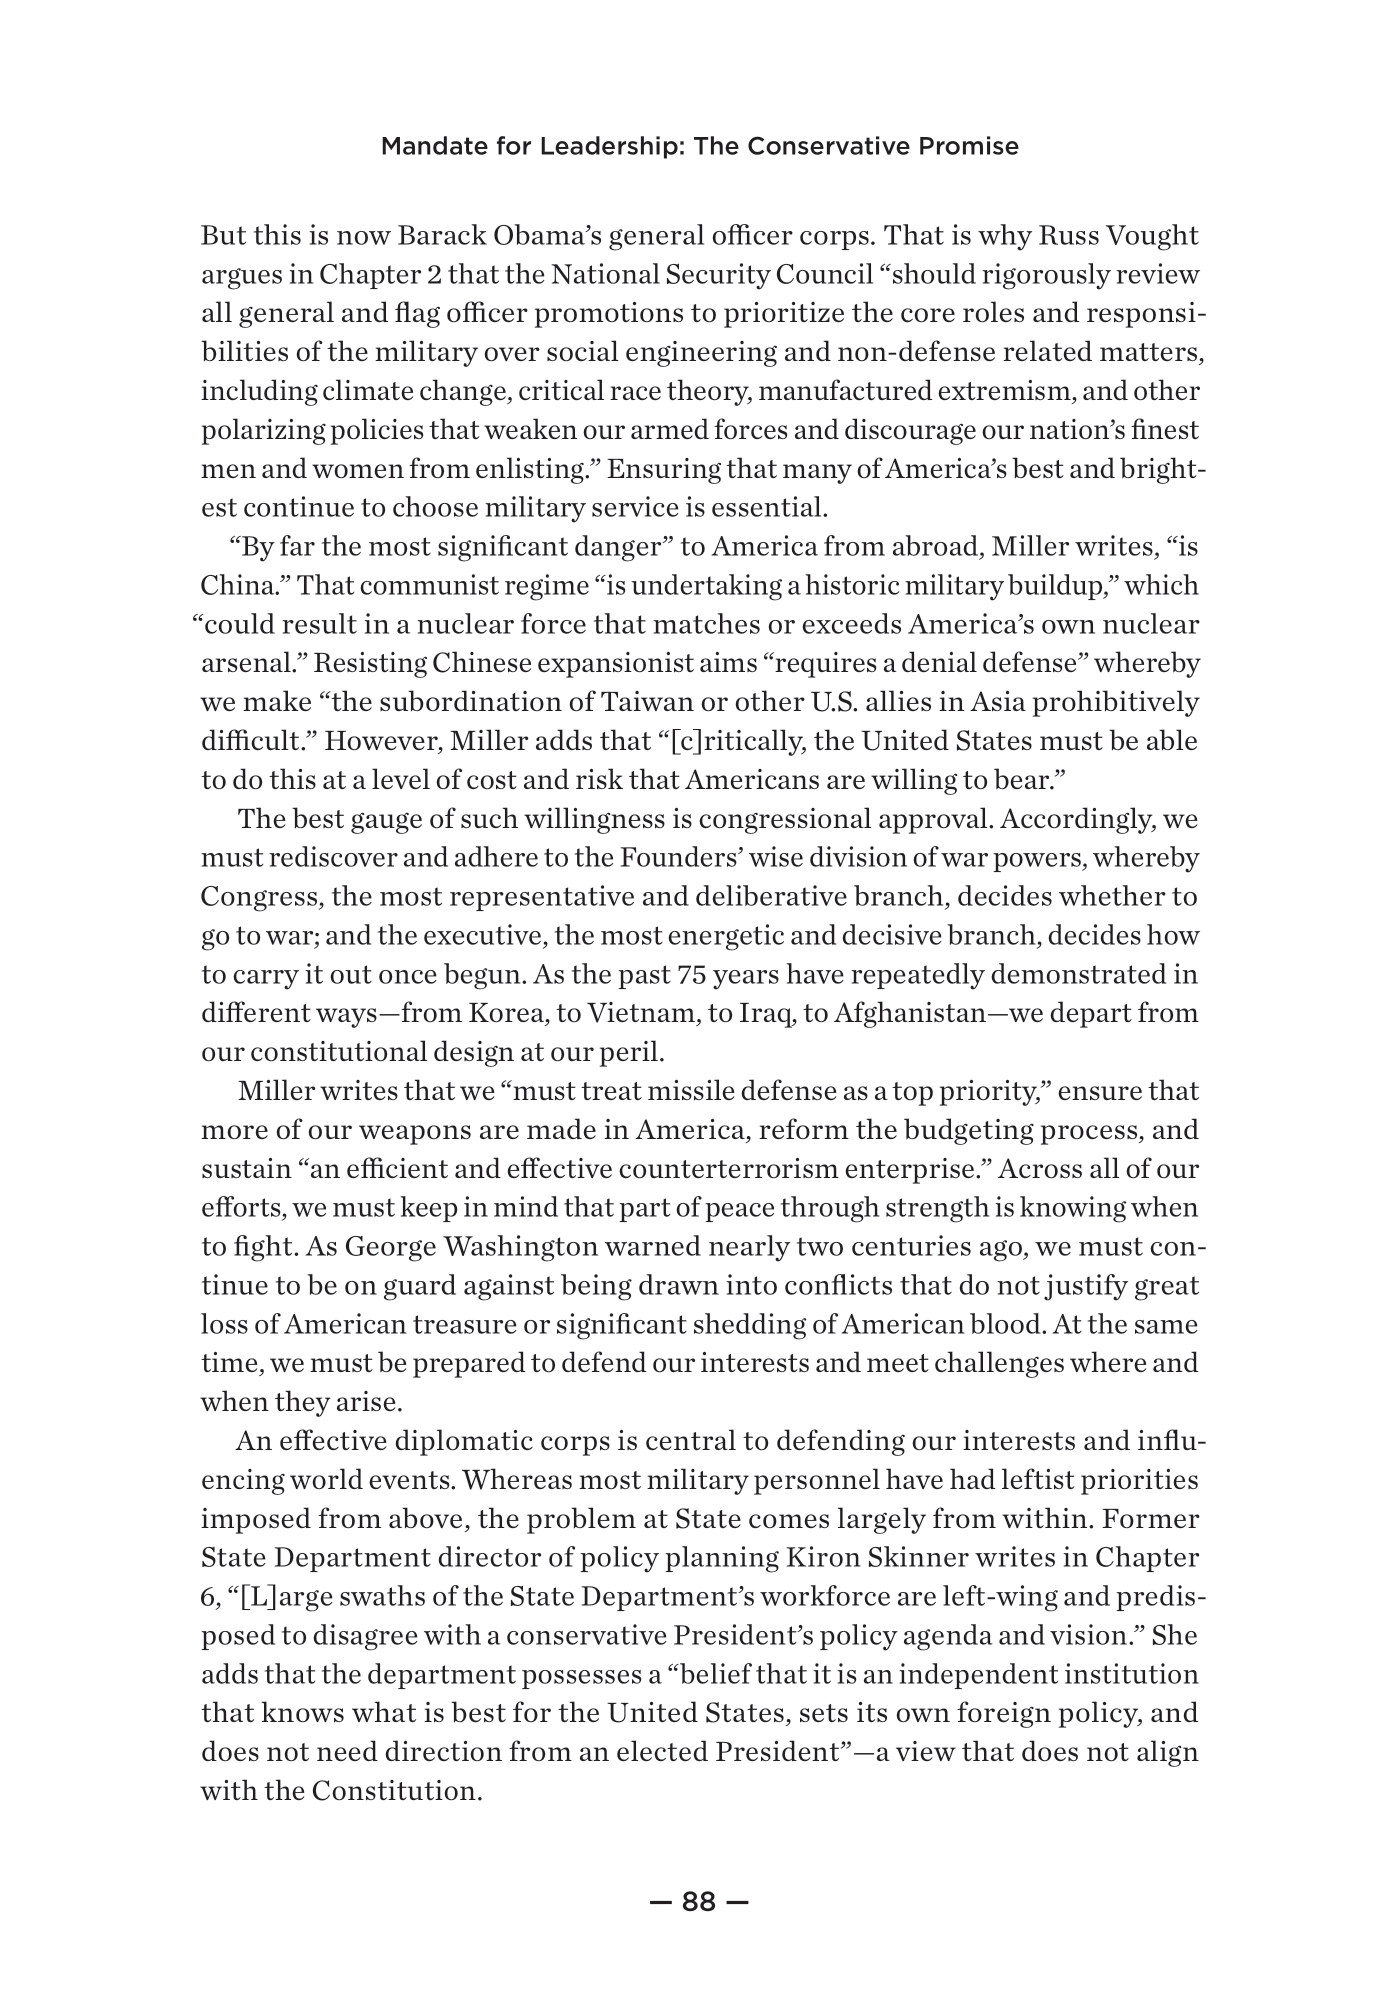 Mandate for Leadership: The Conservative Promise
But this is now Barack Obama’s general officer corps. That is why Russ Vought
argues in Chapter 2 that the National Security Council “should rigorously review
all general and flag officer promotions to prioritize the core roles and responsi-
bilities of the military over social engineering and non-defense related matters,
including climate change, critical race theory, manufactured extremism, and other
polarizing policies that weaken our armed forces and discourage our nation’s finest
men and women from enlisting.” Ensuring that many of America’s best and bright-
est continue to choose military service is essential.
“By far the most significant danger” to America from abroad, Miller writes, “is
China.” That communist regime “is undertaking a historic military buildup,” which
“could result in a nuclear force that matches or exceeds America’s own nuclear
arsenal.” Resisting Chinese expansionist aims “requires a denial defense” whereby
we make “the subordination of Taiwan or other U.S. allies in Asia prohibitively
difficult.” However, Miller adds that “[c]ritically, the United States must be able
to do this at a level of cost and risk that Americans are willing to bear.”
The best gauge of such willingness is congressional approval. Accordingly, we
must rediscover and adhere to the Founders’ wise division of war powers, whereby
Congress, the most representative and deliberative branch, decides whether to
go to war; and the executive, the most energetic and decisive branch, decides how
to carry it out once begun. As the past 75 years have repeatedly demonstrated in
different ways—from Korea, to Vietnam, to Iraq, to Afghanistan—we depart from
our constitutional design at our peril.
Miller writes that we “must treat missile defense as a top priority,” ensure that
more of our weapons are made in America, reform the budgeting process, and
sustain “an efficient and effective counterterrorism enterprise.” Across all of our
efforts, we must keep in mind that part of peace through strength is knowing when
to fight. As George Washington warned nearly two centuries ago, we must con-
tinue to be on guard against being drawn into conflicts that do not justify great
loss of American treasure or significant shedding of American blood. At the same
time, we must be prepared to defend our interests and meet challenges where and
when they arise.
An effective diplomatic corps is central to defending our interests and influ-
encing world events. Whereas most military personnel have had leftist priorities
imposed from above, the problem at State comes largely from within. Former
State Department director of policy planning Kiron Skinner writes in Chapter
6, “[L]arge swaths of the State Department’s workforce are left-wing and predis-
posed to disagree with a conservative President’s policy agenda and vision.” She
adds that the department possesses a “belief that it is an independent institution
that knows what is best for the United States, sets its own foreign policy, and
does not need direction from an elected President”—a view that does not align
with the Constitution.
— 88 —